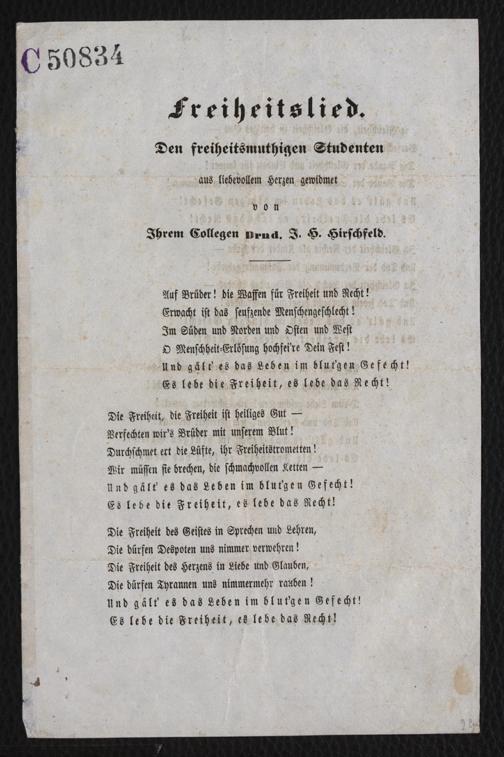 C 50834
Freiheitslied.
Den freiheitsmuthigen Studenten
aus liebevollem Herzen gewidmet
von
Ihrem Collegen Drnd. J. H. Hirschfeld.
Auf Brüder! die Waffen für Freiheit und Recht!
Erwacht ist das seufzende Menschengeschlecht!
Im Süden und Norden und Osten und West
O Menschheit-Erlösung hochfei're Dein Fest!
Und gält' es das Leben im blut'gen Gefecht!
Es lebe die Freiheit, es lebe das Recht!
Die Freiheit, die Freiheit ist heiliges Gut —
Verfechten wir's Brüder mit unserem Blut!
Durchschmet ert die Lüfte, ihr Freiheitstrometten!
Wir müssen sie brechen, die schmachvollen Ketten —
Und gält' es das Leben im blut'gen Gefecht!
Es lebe die Freiheit, es lebe das Recht!
Die Freiheit des Geistes in Sprechen und Lehren,
Die dürfen Despoten uns nimmer verwehren!
Die Freiheit des Herzens in Liebe und Glauben,
Die dürfen Tyrannen uns nimmermehr rauben!
Und gält' es das Leben im blut'gen Gefecht!
Es lebe die Freiheit, es lebe das Recht!